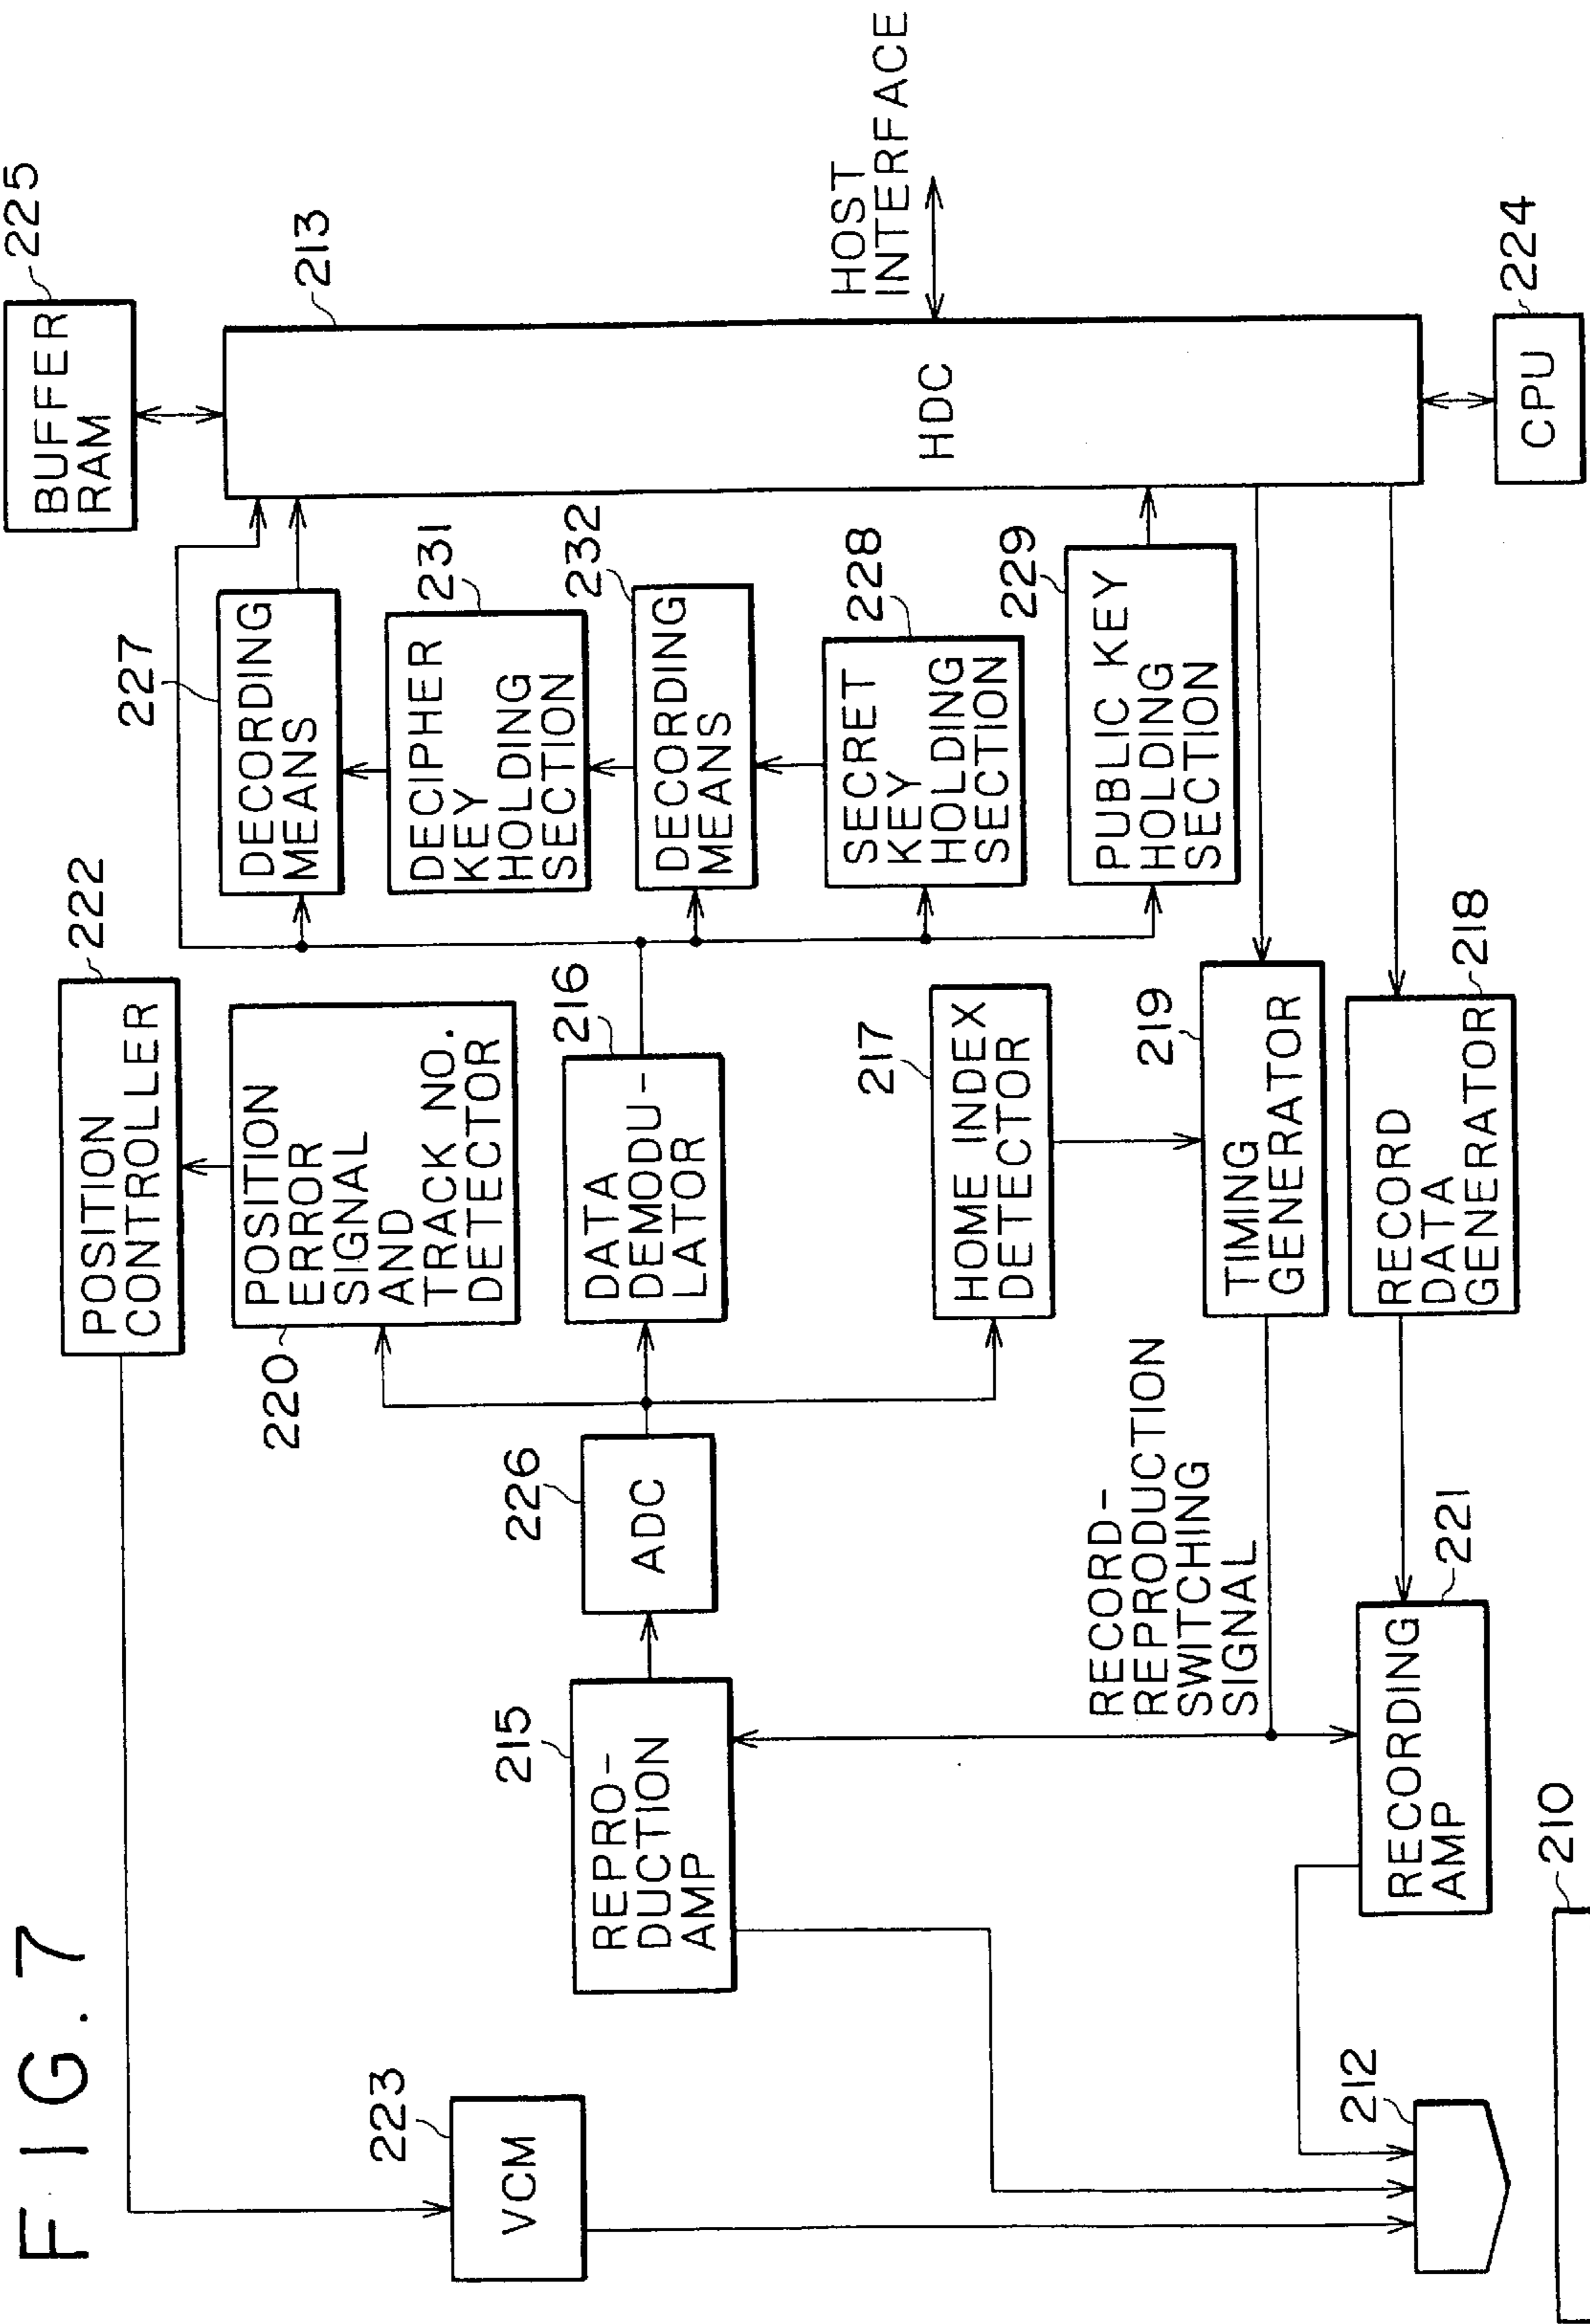 FIG. 7
225
BUFFER
RAM
213
HDC
HOST
INTERFACE
224
CPU
227
DECORDING
MEANS
231
DECIPHER
KEY
HOLDING
SECTION
232
DECORDING
MEANS
228
SECRET
KEY
HOLDING
SECTION
229
PUBLIC KEY
HOLDING
SECTION
222
POSITION
CONTROLLER
220
POSITION
ERROR
SIGNAL
AND
TRACK NO.
DETECTOR
216
DATA
DEMODU-
LATOR
217
HOME INDEX
DETECTOR
219
TIMING
GENERATOR
218
RECORD
DATA
GENERATOR
226
ADC
215
REPRO-
DUCTION
AMP
RECORD-
REPRODUCTION
SWITCHING
SIGNAL
221
RECORDING
AMP
223
VCM
212
210